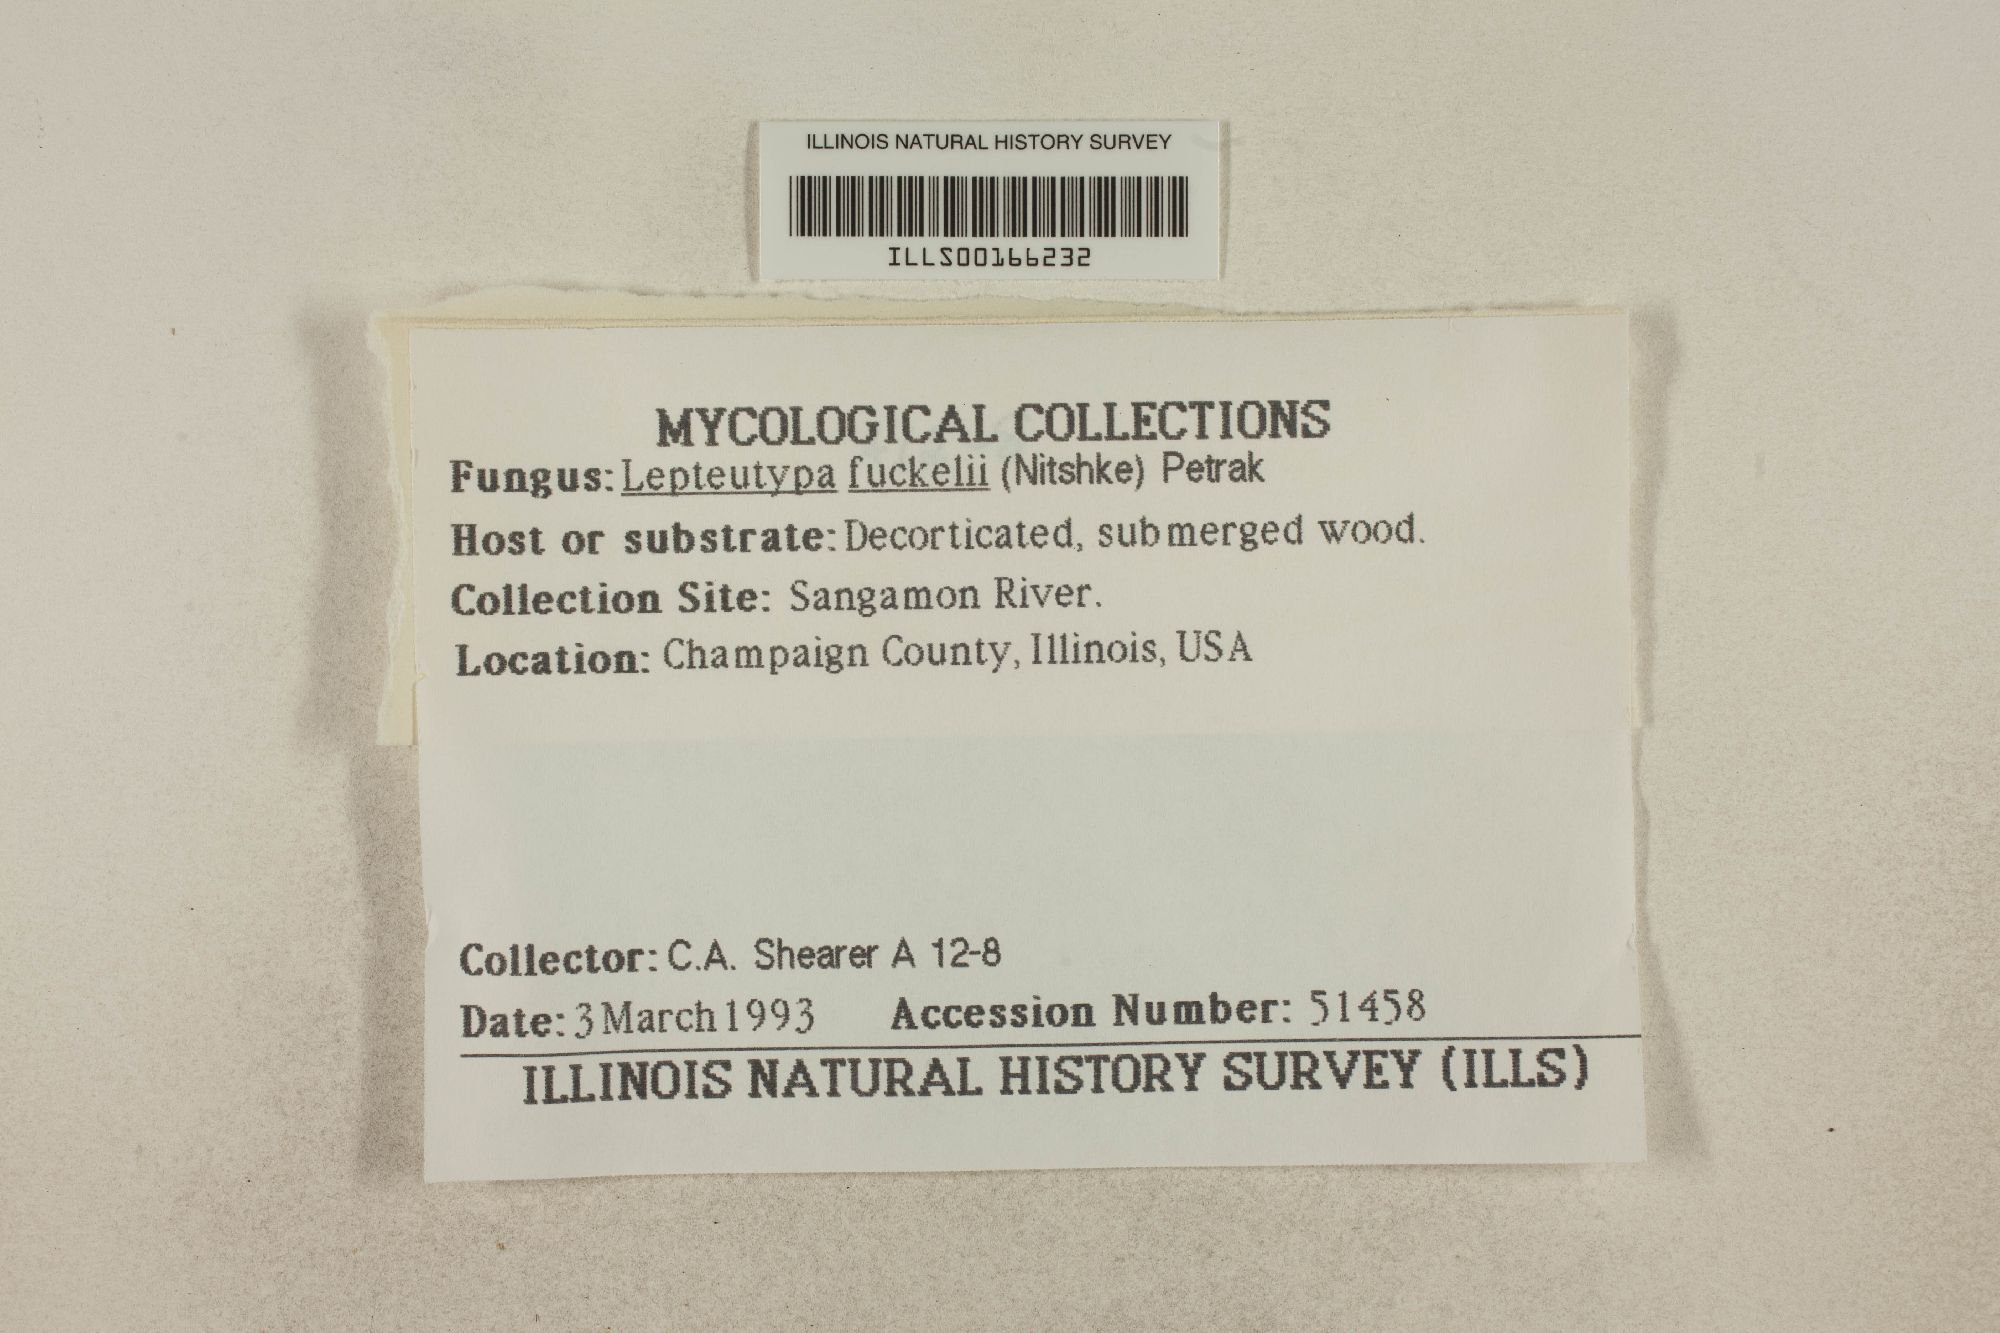 ILLINOIS NATURAL HISTORY SURVEY
ILLS00166232
MYCOLOGICAL COLLECTIONS
Fungus: Lepteutypa fuckelii (Nitshke) Petrak
Host or substrate: Decorticated, submerged wood.
Collection Site: Sangamon River.
Location: Champaign County, Illinois, USA
Collector: C.A. Shearer A 12-8
Date: 3 March 1993 Accession Number: 51458
ILLINOIS NATURAL HISTORY SURVEY (ILLS)